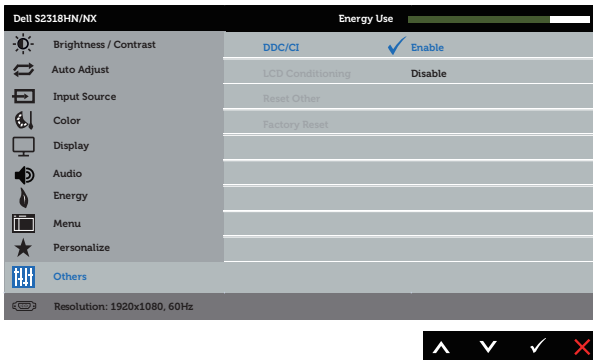 Dell S2318HN/NX
Energy Use
Brightness / Contrast
Auto Adjust
Input Source
Color
Display
Audio
Energy
Menu
Personalize
Others
DDC/CI
Enable
LCD Conditioning
Disable
Reset Other
Factory Reset
Resolution: 1920x1080, 60Hz